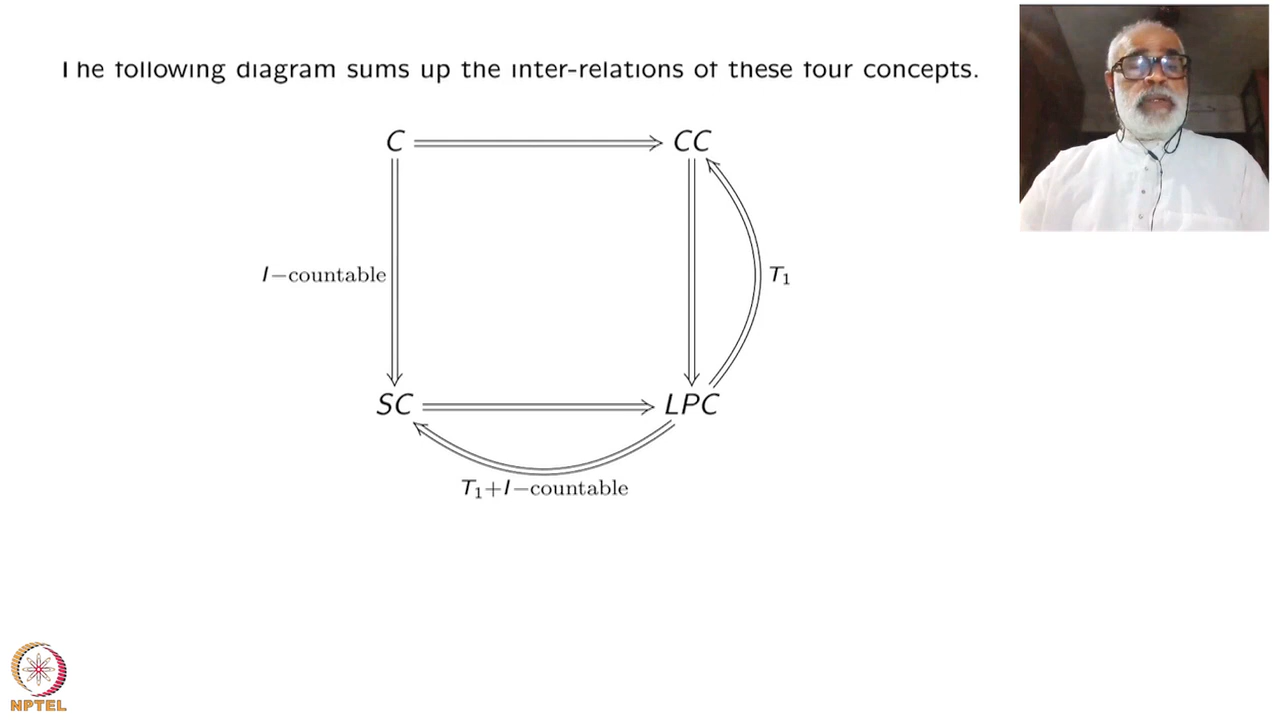 The following diagram sums up the inter-relations of these four concepts.
C CC
I−countable T₁
SC LPC
T₁+I−countable
NPTEL